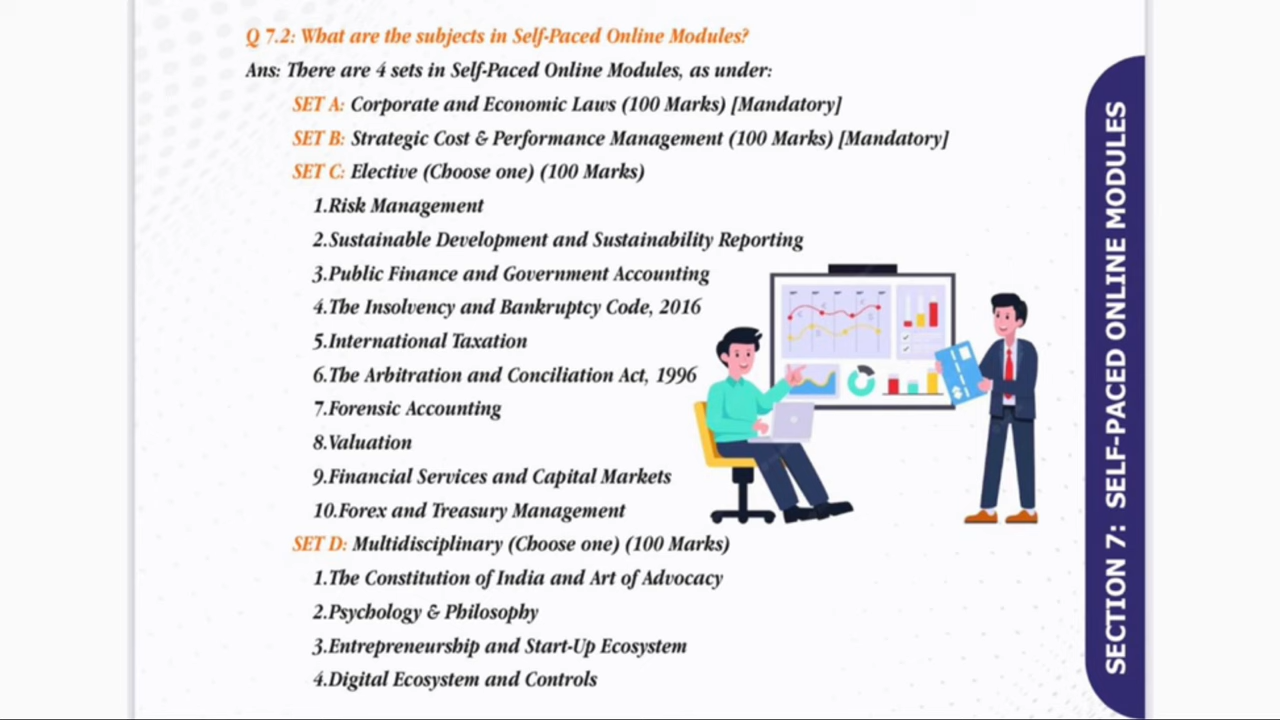 Q 7.2: What are the subjects in Self-Paced Online Modules?
Ans: There are 4 sets in Self-Paced Online Modules, as under:
SET A: Corporate and Economic Laws (100 Marks) [Mandatory]
SET B: Strategic Cost & Performance Management (100 Marks) [Mandatory]
SET C: Elective (Choose one) (100 Marks)
1.Risk Management
2.Sustainable Development and Sustainability Reporting
3.Public Finance and Government Accounting
4.The Insolvency and Bankruptcy Code, 2016
5.International Taxation
6.The Arbitration and Conciliation Act, 1996
7.Forensic Accounting
8.Valuation
9.Financial Services and Capital Markets
10.Forex and Treasury Management
SET D: Multidisciplinary (Choose one) (100 Marks)
1.The Constitution of India and Art of Advocacy
2.Psychology & Philosophy
3.Entrepreneurship and Start-Up Ecosystem
4.Digital Ecosystem and Controls
SECTION 7: SELF-PACED ONLINE MODULES